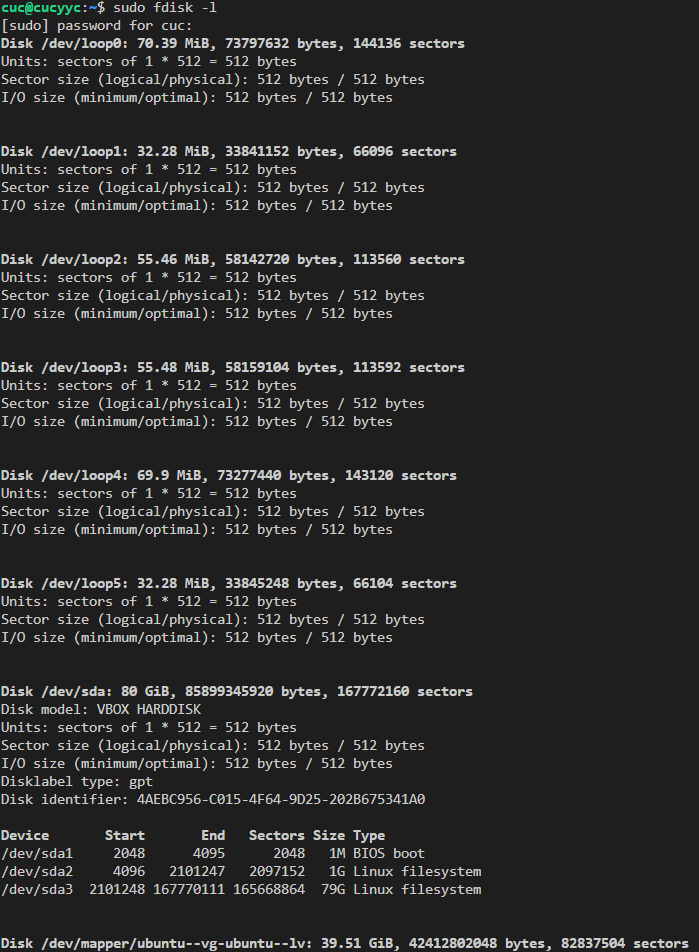 cuc@cucyyc:~$ sudo fdisk -l
[sudo] password for cuc:
Disk /dev/loop0: 70.39 MiB, 73797632 bytes, 144136 sectors
Units: sectors of 1 * 512 = 512 bytes
Sector size (logical/physical): 512 bytes / 512 bytes
I/O size (minimum/optimal): 512 bytes / 512 bytes


Disk /dev/loop1: 32.28 MiB, 33841152 bytes, 66096 sectors
Units: sectors of 1 * 512 = 512 bytes
Sector size (logical/physical): 512 bytes / 512 bytes
I/O size (minimum/optimal): 512 bytes / 512 bytes


Disk /dev/loop2: 55.46 MiB, 58142720 bytes, 113560 sectors
Units: sectors of 1 * 512 = 512 bytes
Sector size (logical/physical): 512 bytes / 512 bytes
I/O size (minimum/optimal): 512 bytes / 512 bytes


Disk /dev/loop3: 55.48 MiB, 58159104 bytes, 113592 sectors
Units: sectors of 1 * 512 = 512 bytes
Sector size (logical/physical): 512 bytes / 512 bytes
I/O size (minimum/optimal): 512 bytes / 512 bytes


Disk /dev/loop4: 69.9 MiB, 73277440 bytes, 143120 sectors
Units: sectors of 1 * 512 = 512 bytes
Sector size (logical/physical): 512 bytes / 512 bytes
I/O size (minimum/optimal): 512 bytes / 512 bytes


Disk /dev/loop5: 32.28 MiB, 33845248 bytes, 66104 sectors
Units: sectors of 1 * 512 = 512 bytes
Sector size (logical/physical): 512 bytes / 512 bytes
I/O size (minimum/optimal): 512 bytes / 512 bytes


Disk /dev/sda: 80 GiB, 85899345920 bytes, 167772160 sectors
Disk model: VBOX HARDDISK
Units: sectors of 1 * 512 = 512 bytes
Sector size (logical/physical): 512 bytes / 512 bytes
I/O size (minimum/optimal): 512 bytes / 512 bytes
Disklabel type: gpt
Disk identifier: 4AEBC956-C015-4F64-9D25-202B675341A0

Device       Start       End   Sectors Size Type
/dev/sda1     2048      4095      2048   1M BIOS boot
/dev/sda2     4096   2101247   2097152   1G Linux filesystem
/dev/sda3  2101248 167770111 165668864  79G Linux filesystem


Disk /dev/mapper/ubuntu--vg-ubuntu--lv: 39.51 GiB, 42412802048 bytes, 82837504 sectors